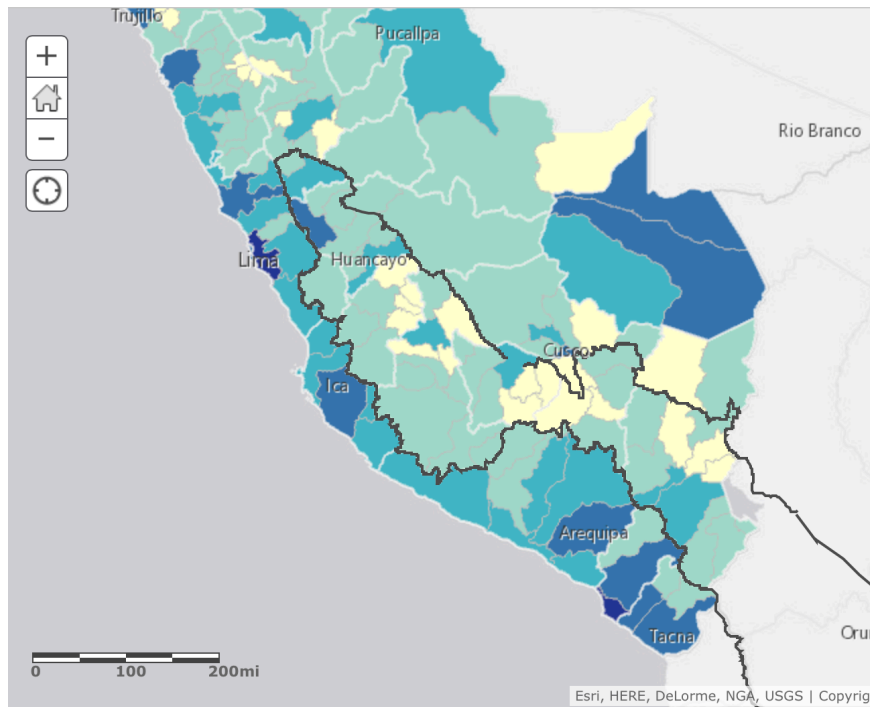 Trujillo
Pucallpa
+
−
Rio Branco
Lima
Huancayo
Cusco
Ica
Arequipa
Tacna
Oru
0 100 200mi
Esri, HERE, DeLorme, NGA, USGS | Copyrig